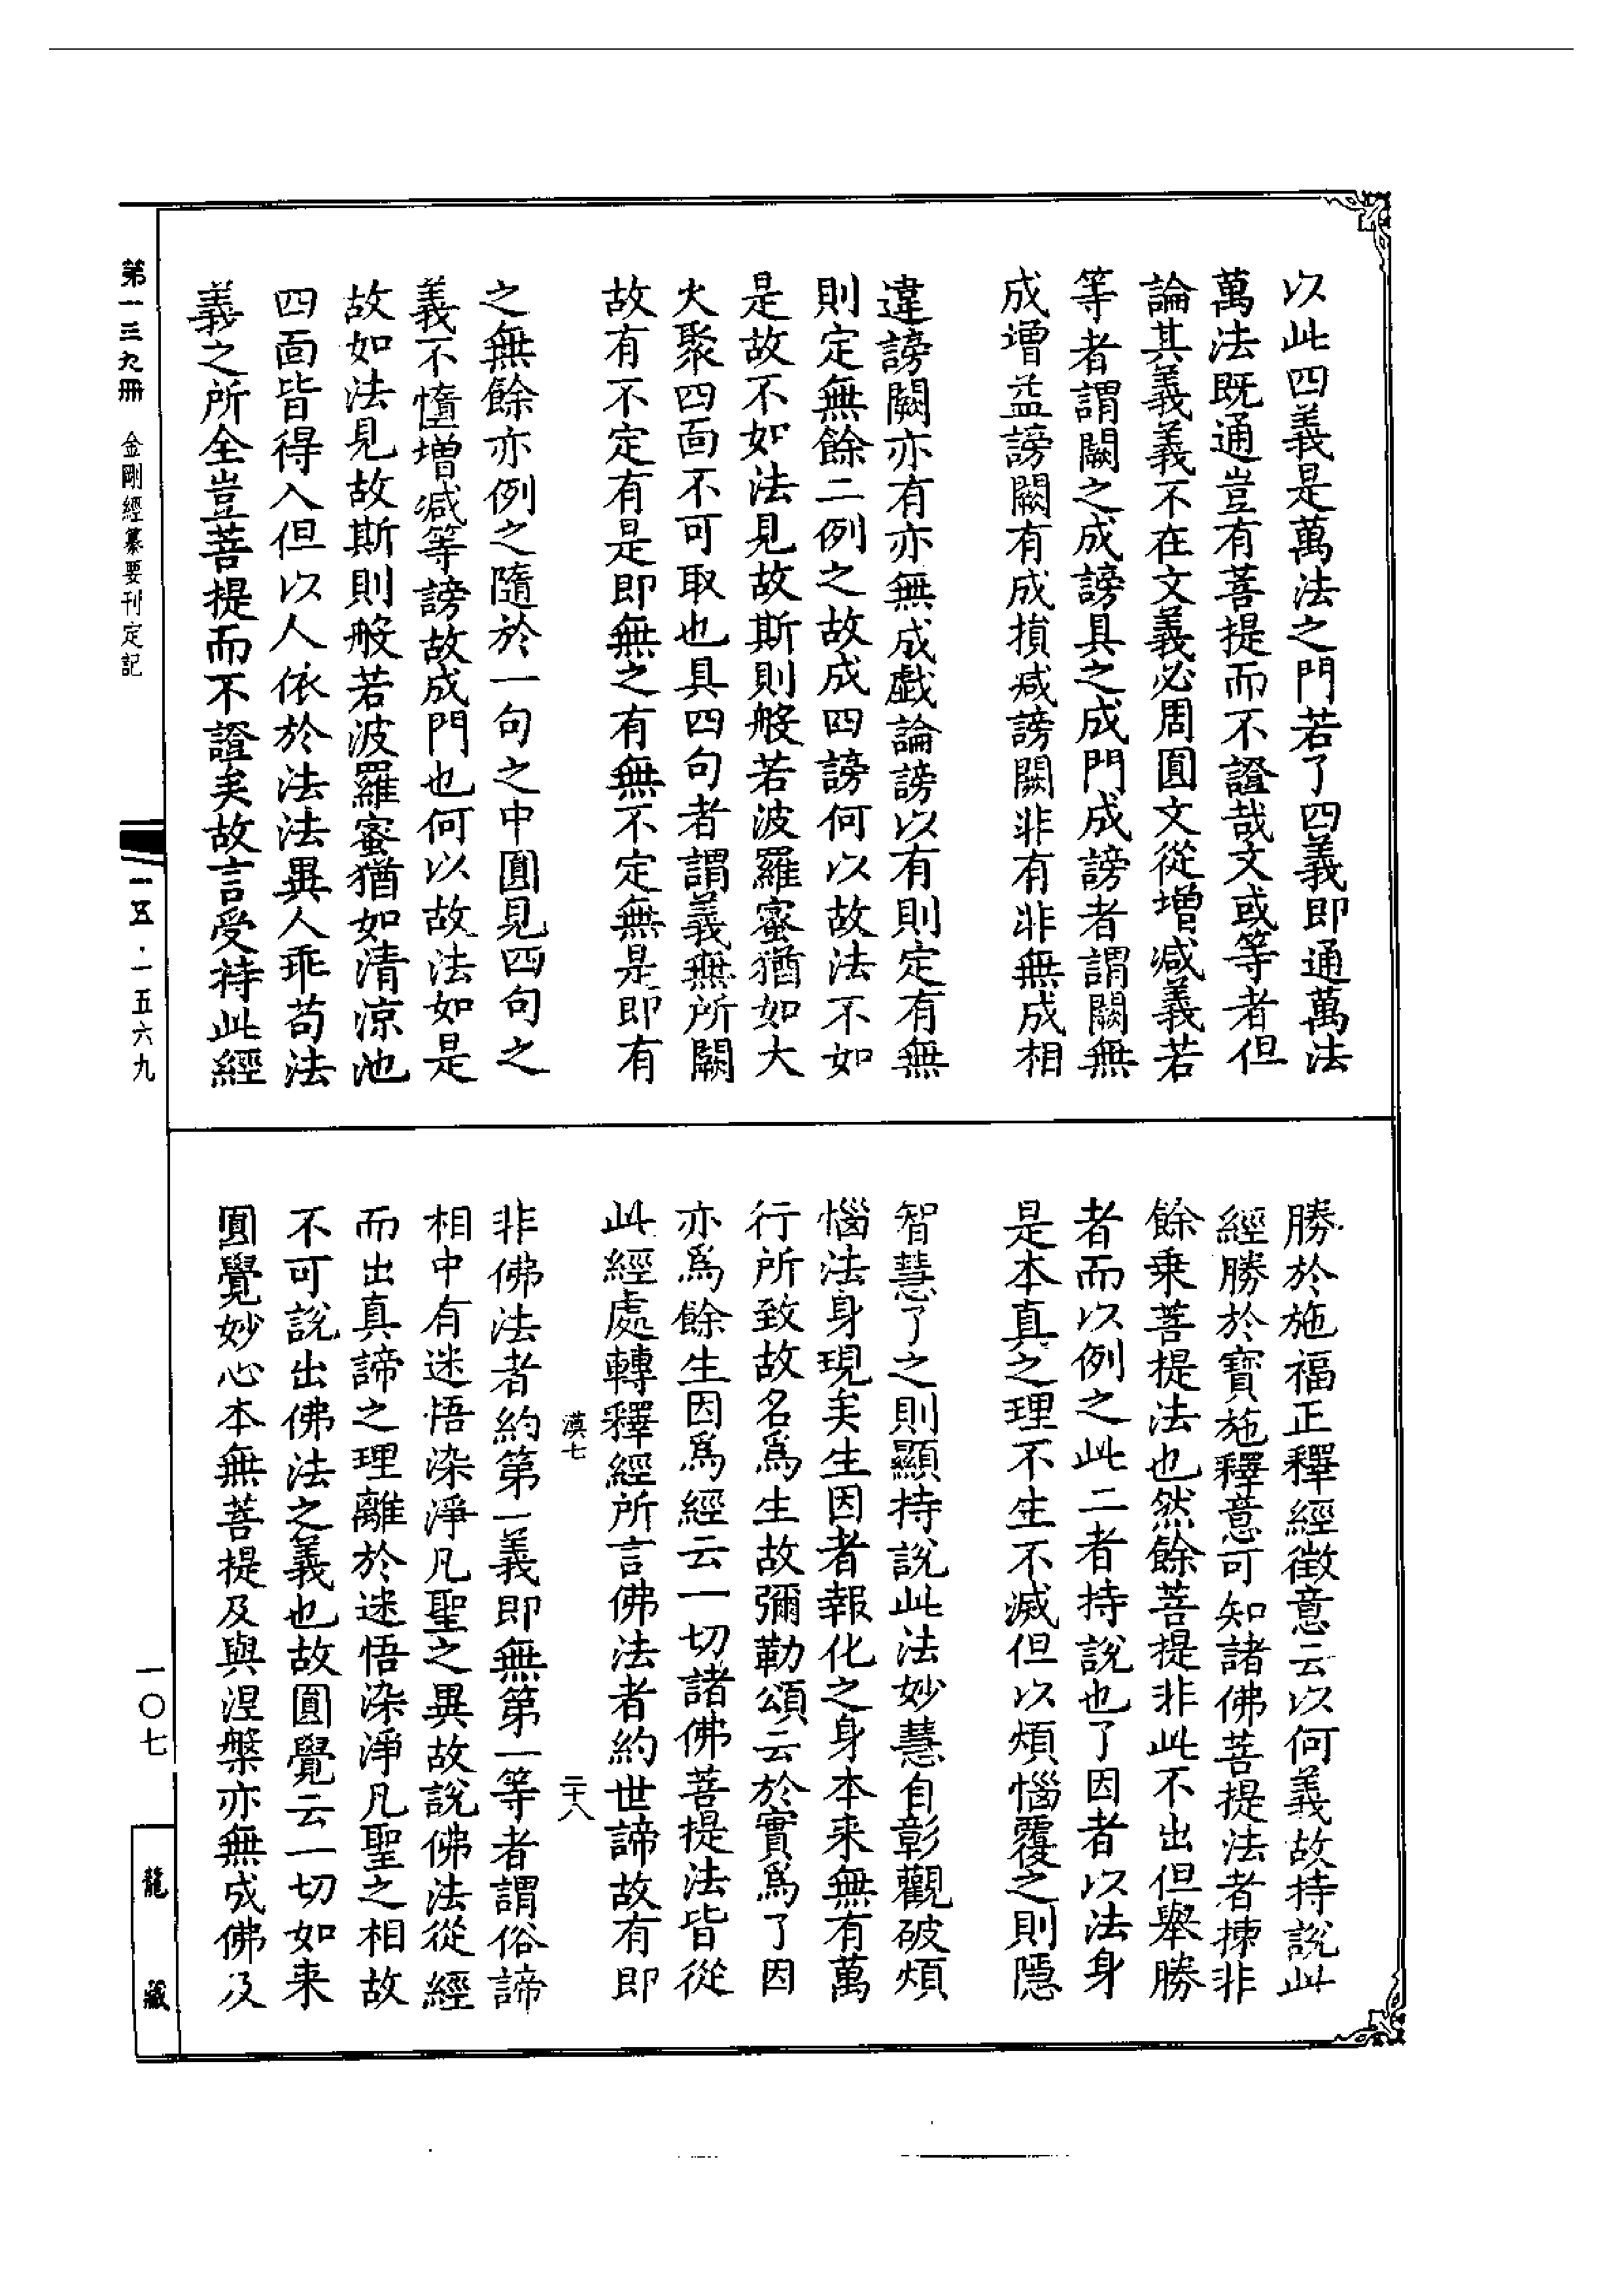 以此四義是萬法之門若了四義即通萬法
萬法既通豈有菩提而不證哉文或等者但
論其義義不在文義必周圓文從增減義若
等者謂闕之成謗具之成門成謗者謂闕無
成增益謗闕有成損減謗闕非有非無成相
違謗闕亦有亦無成戲論謗以有則定有無
則定無餘二例之故成四謗何以故法不如
是故不如法見故斯則般若波羅蜜猶如大
火聚四面不可取也具四句者謂義無所闕
故有不定有是即無之有無不定無是即有
之無餘亦例之隨於一句之中圓見四句之
義不墮增減等謗故成門也何以故法如是
故如法見故斯則般若波羅蜜猶如清涼池
四面皆得入但以人依於法法異人乖苟法
義之所全豈菩提而不證矣故言受持此經
勝於施福正釋經徵意云以何義故持說此
經勝於寶施釋意可知諸佛菩提法者揀非
餘乘菩提法也然餘菩提非此不出但舉勝
者而以例之此二者持說也了因者以法身
是本真之理不生不滅但以煩惱覆之則隱
智慧了之則顯持說此法妙慧自彰觀破煩
惱法身現矣生因者報化之身本來無有萬
行所致故名爲生故彌勒頌云於實爲了因
亦爲餘生因爲經云一切諸佛菩提法皆從
此經處轉釋經所言佛法者約世諦故有即
漢七 二十八
非佛法者約第一義即無第一等者謂俗諦
相中有迷悟染淨凡聖之異故說佛法從經
而出真諦之理離於迷悟染淨凡聖之相故
不可說出佛法之義也故圓覺云一切如来
圓覺妙心本無菩提及與涅槃亦無成佛及
第一三九冊 金剛經纂要刊定記
一五·一五六九
一〇七
龍藏